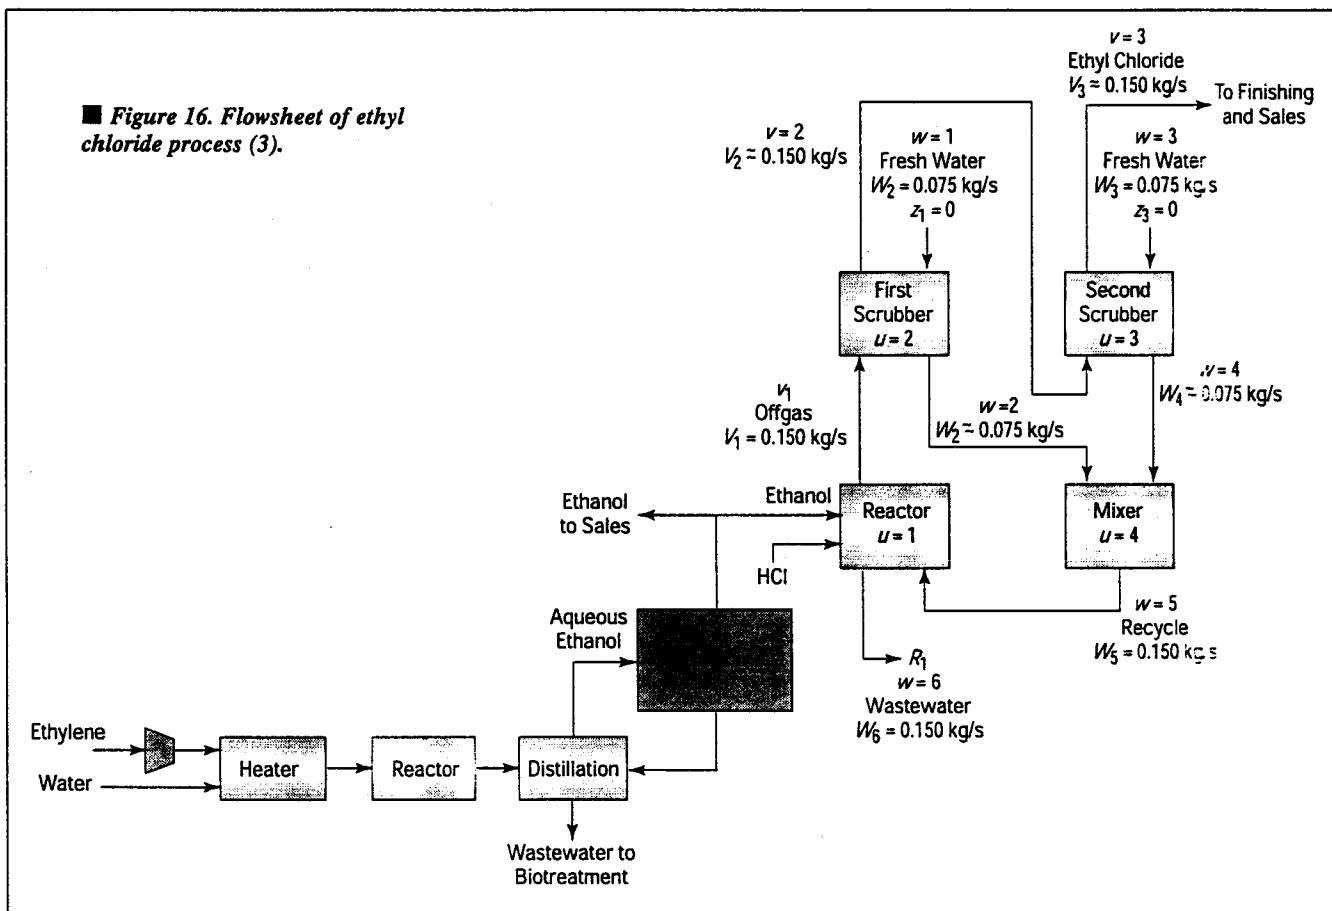 ■ Figure 16. Flowsheet of ethyl
chloride process (3).
v = 3
Ethyl Chloride
V₃ ≈ 0.150 kg/s
To Finishing
and Sales
v = 2
V₂ ≈ 0.150 kg/s
w = 1
Fresh Water
W₂ = 0.075 kg/s
z₁ = 0
w = 3
Fresh Water
W₃ = 0.075 kg/s
z₃ = 0
First
Scrubber
u = 2
Second
Scrubber
u = 3
v₁
Offgas
V₁ = 0.150 kg/s
w = 2
W₂ ≈ 0.075 kg/s
w = 4
W₄ ≈ 0.075 kg/s
Ethanol
to Sales
Ethanol
Reactor
u = 1
Mixer
u = 4
HCl
Aqueous
Ethanol
w = 5
Recycle
W₅ = 0.150 kg/s
R₁
w = 6
Wastewater
W₆ = 0.150 kg/s
Ethylene
Water
Heater
Reactor
Distillation
Wastewater to
Biotreatment